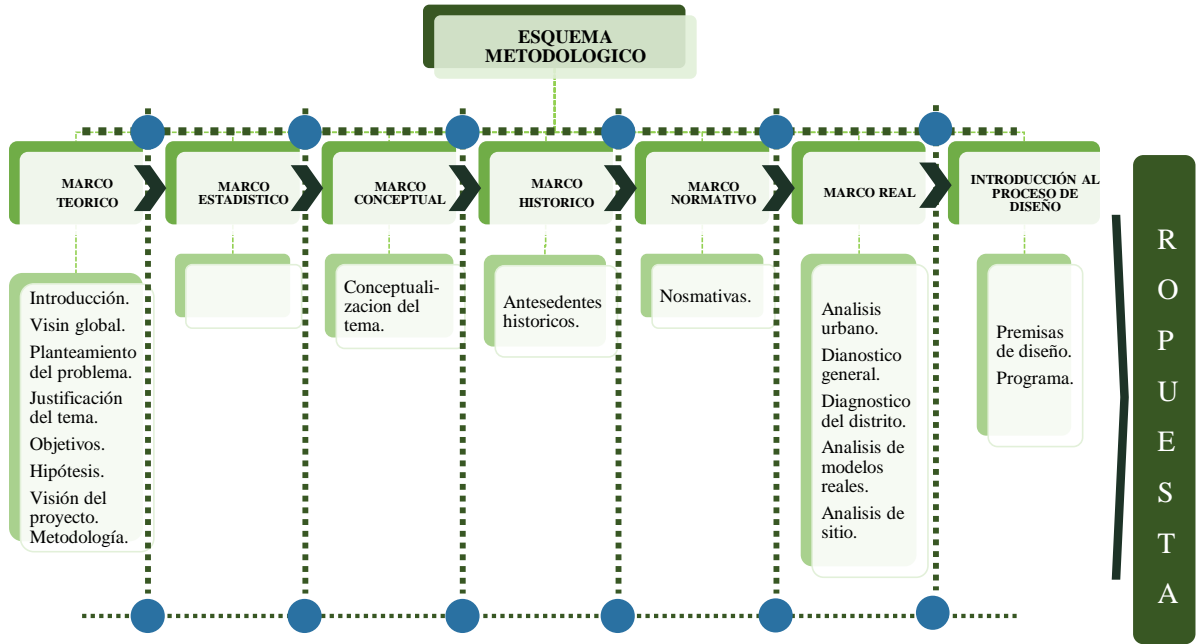 ESQUEMA
METODOLOGICO
MARCO
TEORICO
MARCO
ESTADISTICO
MARCO
CONCEPTUAL
MARCO
HISTORICO
MARCO
NORMATIVO
MARCO REAL
INTRODUCCIÓN AL
PROCESO DE
DISEÑO
Introducción.
Visin global.
Planteamiento
del problema.
Justificación
del tema.
Objetivos.
Hipótesis.
Visión del
proyecto.
Metodología.
Conceptuali-
zacion del
tema.
Antesedentes
historicos.
Nosmativas.
Analisis
urbano.
Dianostico
general.
Diagnostico
del distrito.
Analisis de
modelos
reales.
Analisis de
sitio.
Premisas
de diseño.
Programa.
R
O
P
U
E
S
T
A